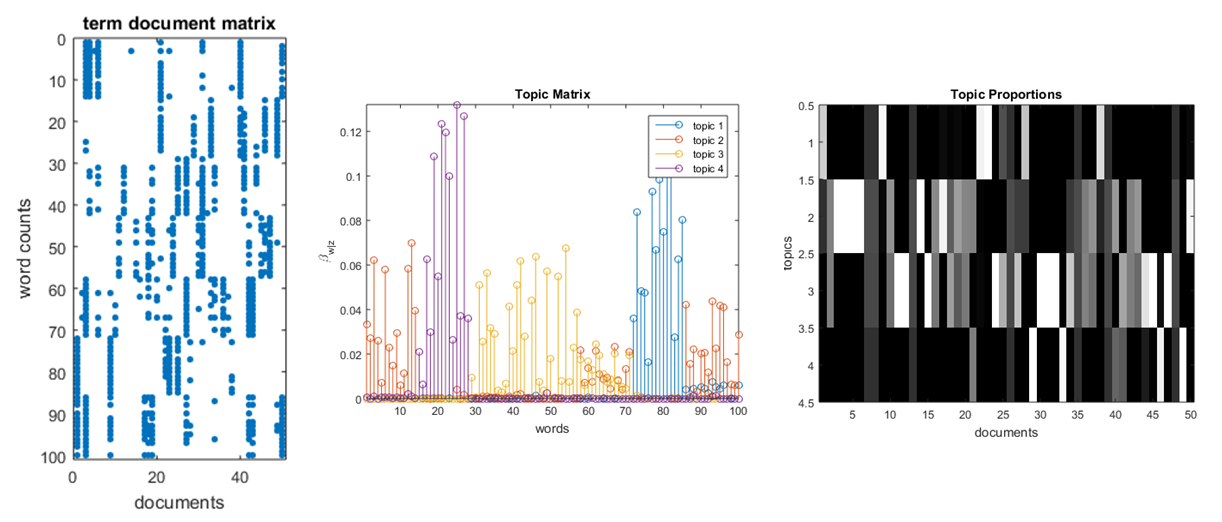 term document matrix
0
10
20
30
40
50
60
70
80
90
100
word counts
0 20 40
documents
Topic Matrix
0.12
0.1
0.08
0.06
0.04
0.02
0
βw|z
topic 1
topic 2
topic 3
topic 4
10 20 30 40 50 60 70 80 90 100
words
Topic Proportions
0.5
1
1.5
2
2.5
3
3.5
4
4.5
topics
5 10 15 20 25 30 35 40 45 50
documents